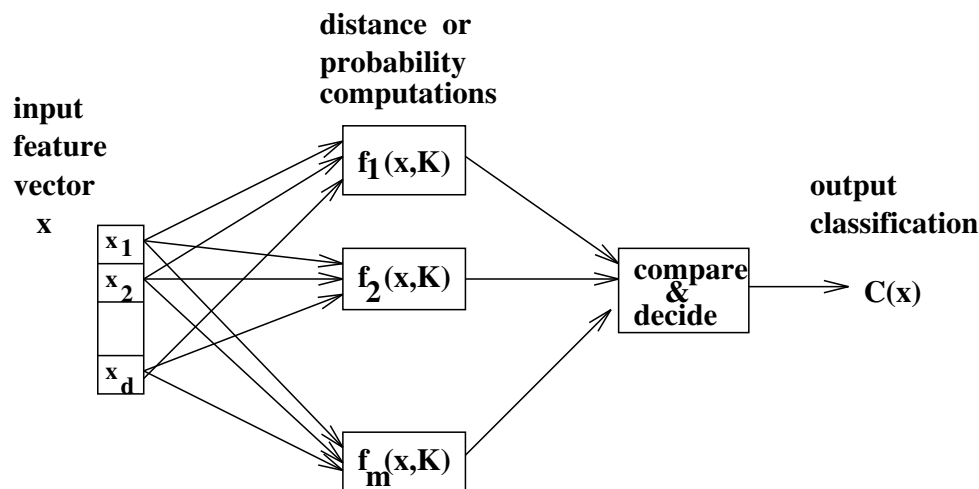 distance or
probability
computations
input
feature
vector
x
x1
x2
xd
f1(x,K)
f2(x,K)
fm(x,K)
compare
&
decide
output
classification
C(x)